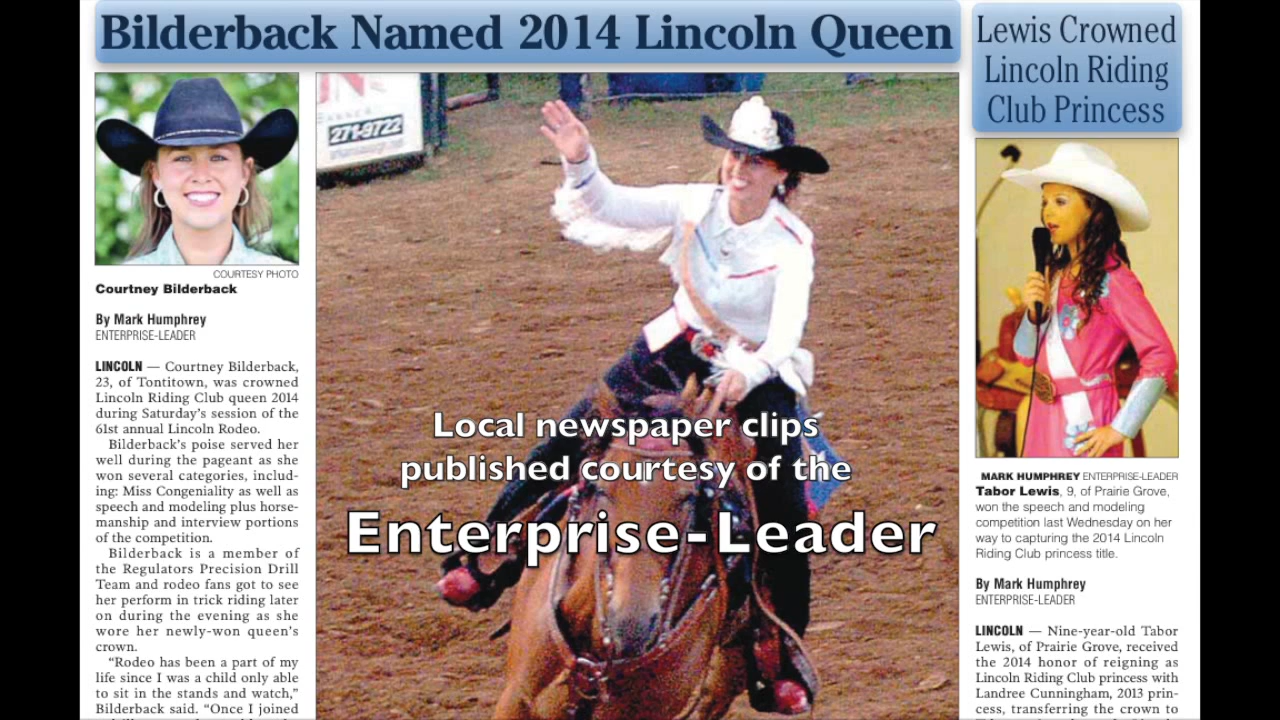 Bilderback Named 2014 Lincoln Queen
COURTESY PHOTO
Courtney Bilderback
By Mark Humphrey
ENTERPRISE-LEADER
LINCOLN — Courtney Bilderback,
23, of Tontitown, was crowned
Lincoln Riding Club queen 2014
during Saturday's session of the
61st annual Lincoln Rodeo.
Bilderback's poise served her
well during the pageant as she
won several categories, includ-
ing: Miss Congeniality as well as
speech and modeling plus horse-
manship and interview portions
of the competition.
Bilderback is a member of
the Regulators Precision Drill
Team and rodeo fans got to see
her perform in trick riding later
on during the evening as she
wore her newly-won queen's
crown.
"Rodeo has been a part of my
life since I was a child only able
to sit in the stands and watch,"
Bilderback said. "Once I joined
271-9722
Local newspaper clips
published courtesy of the
Enterprise-Leader
Lewis Crowned
Lincoln Riding
Club Princess
MARK HUMPHREY ENTERPRISE-LEADER
Tabor Lewis, 9, of Prairie Grove,
won the speech and modeling
competition last Wednesday on her
way to capturing the 2014 Lincoln
Riding Club princess title.
By Mark Humphrey
ENTERPRISE-LEADER
LINCOLN — Nine-year-old Tabor
Lewis, of Prairie Grove, received
the 2014 honor of reigning as
Lincoln Riding Club princess with
Landree Cunningham, 2013 prin-
cess, transferring the crown to